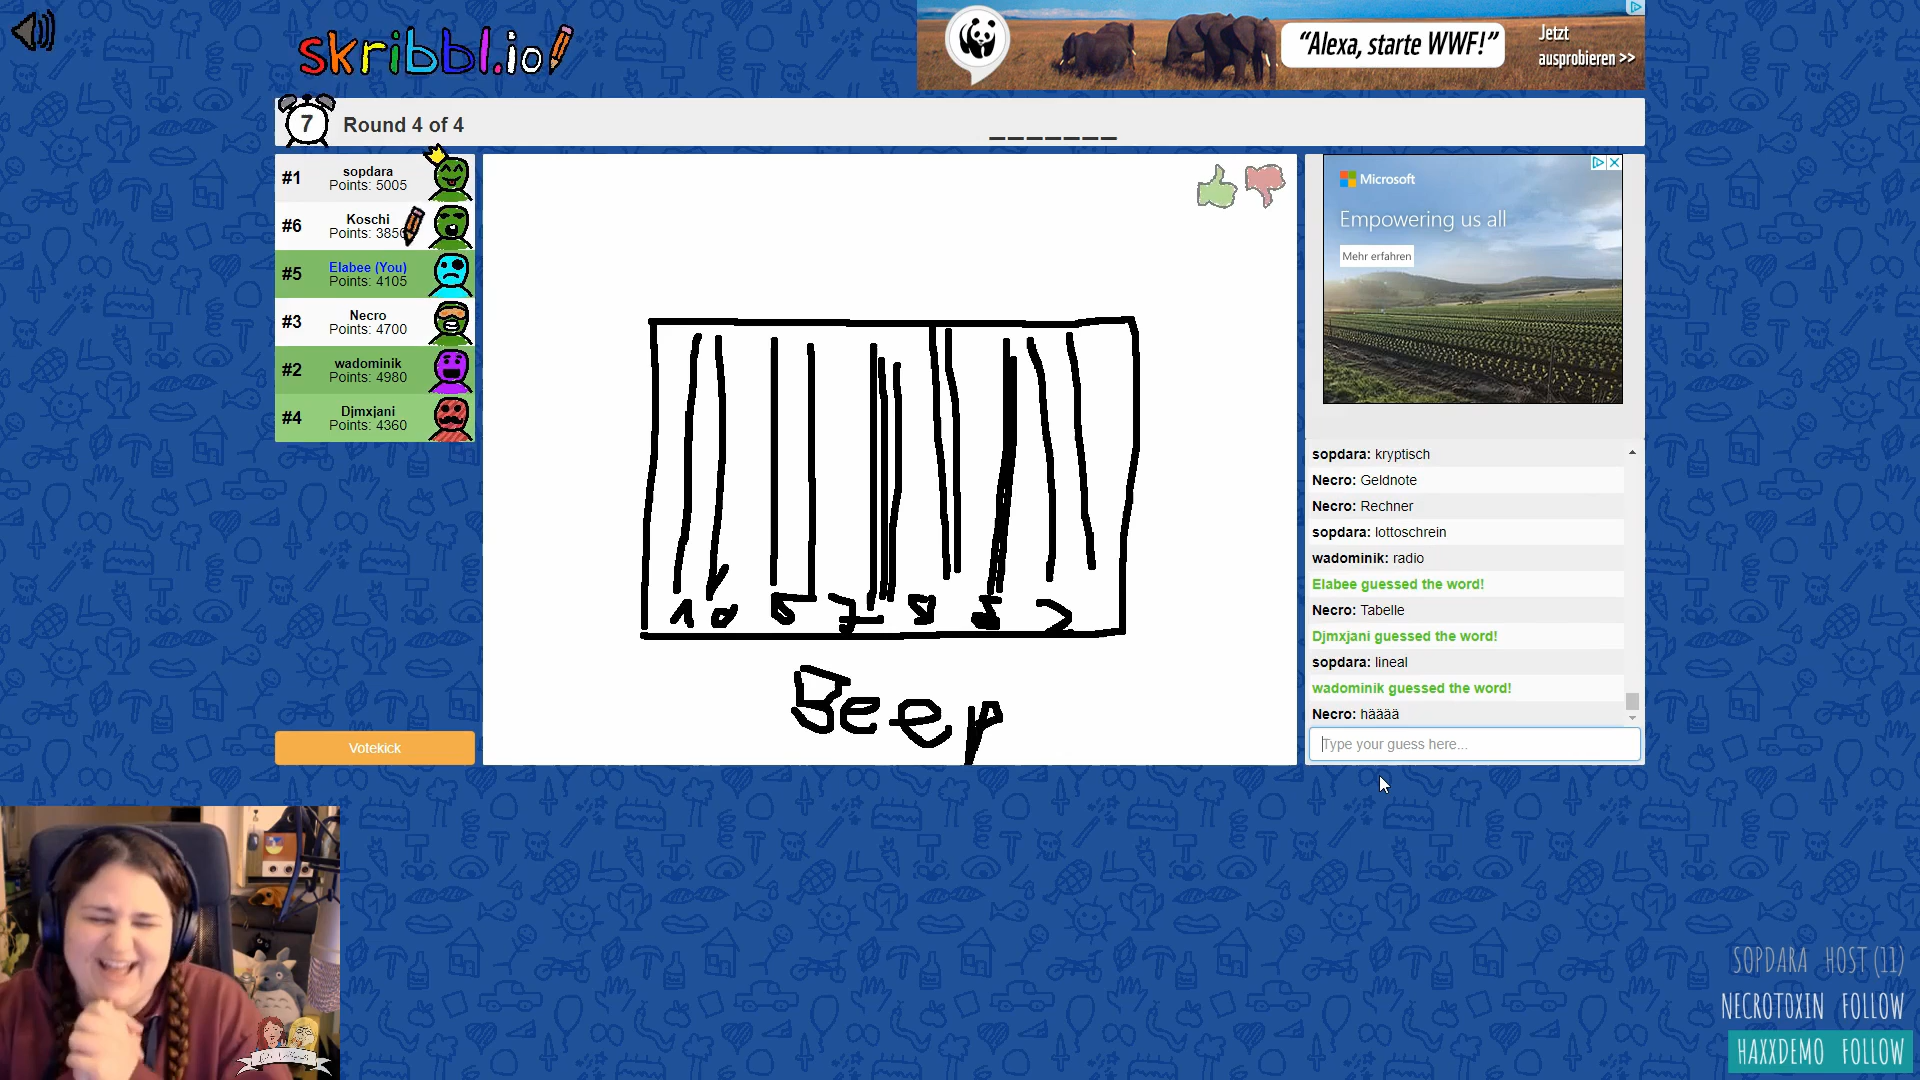 skribbl.io
"Alexa, starte WWF!"
Jetzt
ausprobieren >>
7
Round 4 of 4
_______
#1
sopdara
Points: 5005
#6
Koschi
Points: 3850
#5
Elabee (You)
Points: 4105
#3
Necro
Points: 4700
#2
wadominik
Points: 4980
#4
Djmxjani
Points: 4360
Votekick
Beep
Microsoft
Empowering us all
Mehr erfahren
sopdara: kryptisch
Necro: Geldnote
Necro: Rechner
sopdara: lottoschrein
wadominik: radio
Elabee guessed the word!
Necro: Tabelle
Djmxjani guessed the word!
sopdara: lineal
wadominik guessed the word!
Necro: hääää
Type your guess here...
SOPDARA HOST (11)
NECROTOXIN FOLLOW
HAXXDEMO FOLLOW